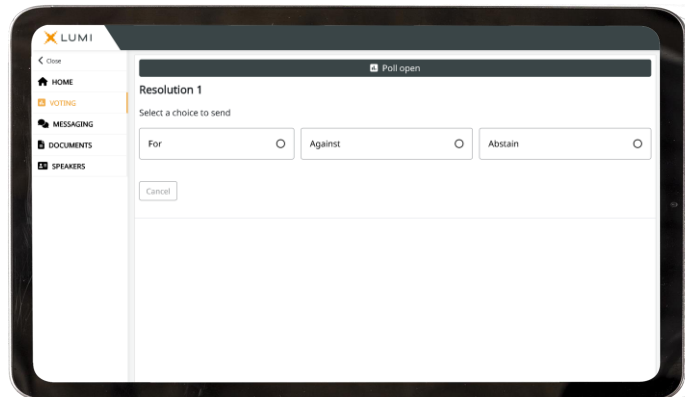 LUMI
Close
HOME
VOTING
MESSAGING
DOCUMENTS
SPEAKERS
Poll open
Resolution 1
Select a choice to send
For
Against
Abstain
Cancel